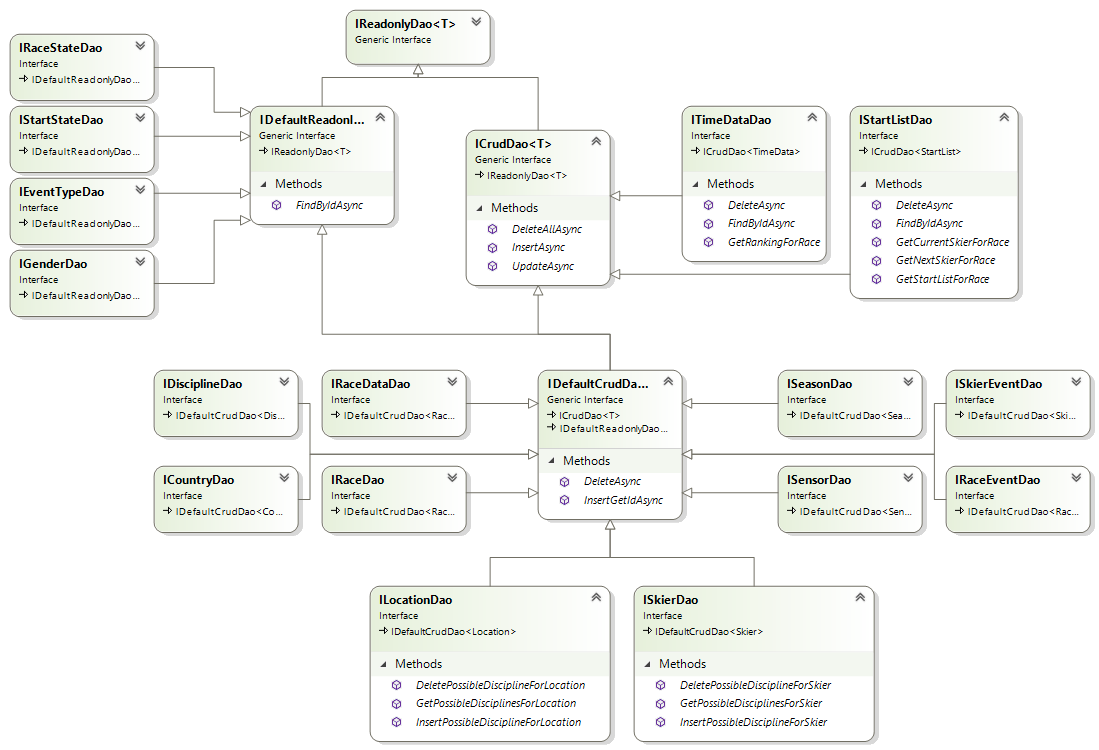 IReadonlyDao<T>
Generic Interface
IRaceStateDao
Interface
IDefaultReadonlyDao...
IStartStateDao
Interface
IDefaultReadonlyDao...
IEventTypeDao
Interface
IDefaultReadonlyDao...
IGenderDao
Interface
IDefaultReadonlyDao...
IDefaultReadonl...
Generic Interface
IReadonlyDao<T>
Methods
FindByIdAsync
ICrudDao<T>
Generic Interface
IReadonlyDao<T>
Methods
DeleteAllAsync
InsertAsync
UpdateAsync
ITimeDataDao
Interface
ICrudDao<TimeData>
Methods
DeleteAsync
FindByIdAsync
GetRankingForRace
IStartListDao
Interface
ICrudDao<StartList>
Methods
DeleteAsync
FindByIdAsync
GetCurrentSkierForRace
GetNextSkierForRace
GetStartListForRace
IDisciplineDao
Interface
IDefaultCrudDao<Dis...
IRaceDataDao
Interface
IDefaultCrudDao<Rac...
ICountryDao
Interface
IDefaultCrudDao<Co...
IRaceDao
Interface
IDefaultCrudDao<Rac...
IDefaultCrudDa...
Generic Interface
ICrudDao<T>
IDefaultReadonlyDao...
Methods
DeleteAsync
InsertGetIdAsync
ISeasonDao
Interface
IDefaultCrudDao<Sea...
ISkierEventDao
Interface
IDefaultCrudDao<Ski...
ISensorDao
Interface
IDefaultCrudDao<Sen...
IRaceEventDao
Interface
IDefaultCrudDao<Rac...
ILocationDao
Interface
IDefaultCrudDao<Location>
Methods
DeletePossibleDisciplineForLocation
GetPossibleDisciplinesForLocation
InsertPossibleDisciplineForLocation
ISkierDao
Interface
IDefaultCrudDao<Skier>
Methods
DeletePossibleDisciplineForSkier
GetPossibleDisciplinesForSkier
InsertPossibleDisciplineForSkier